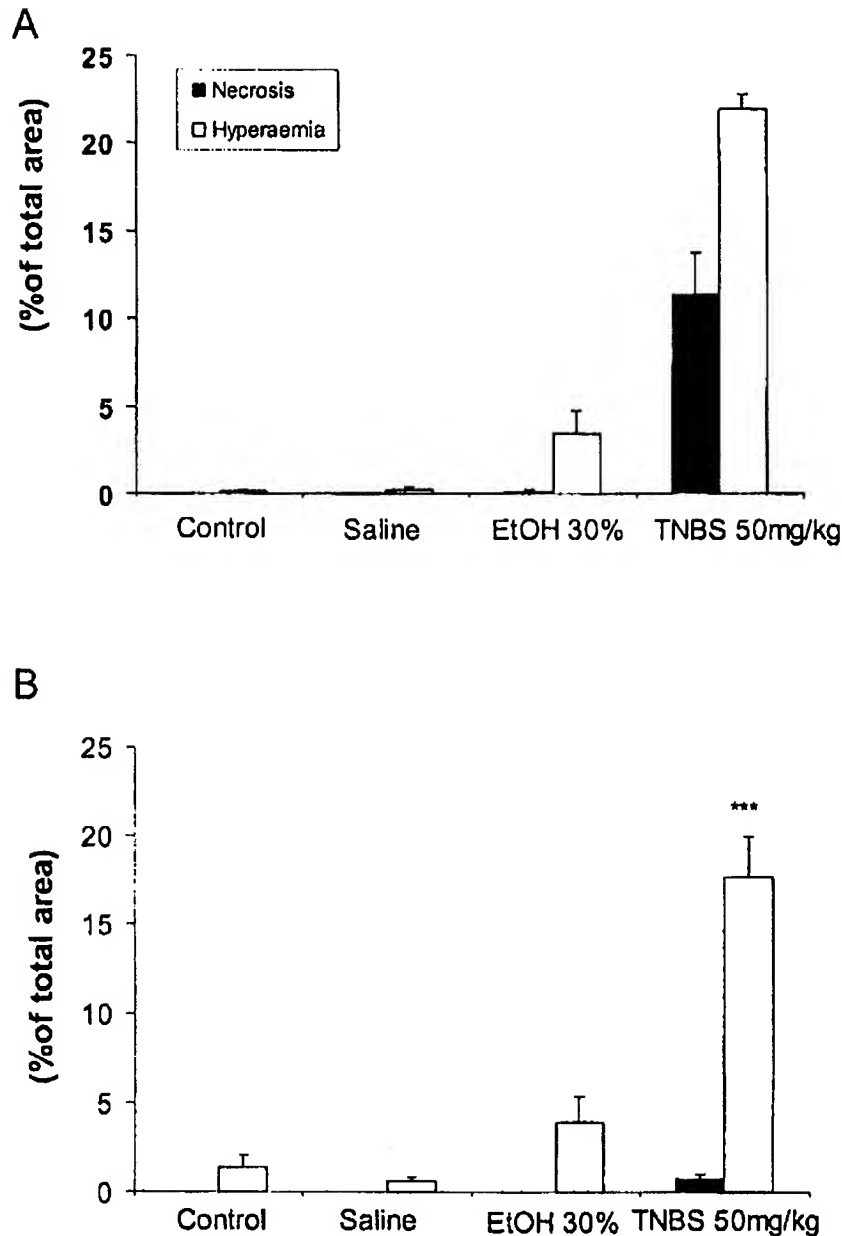 A
25
20
15
10
5
0
(%of total area)
Necrosis
Hyperaemia
Control Saline EtOH 30% TNBS 50mg/kg
B
25
20
15
10
5
0
(%of total area)
***
Control Saline EtOH 30% TNBS 50mg/kg